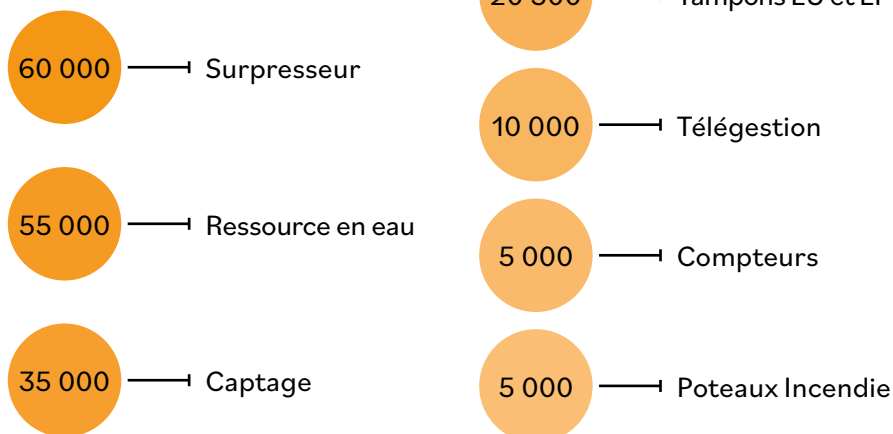 60 000 Surpresseur
55 000 Ressource en eau
35 000 Captage
10 000 Télégestion
5 000 Compteurs
5 000 Poteaux Incendie